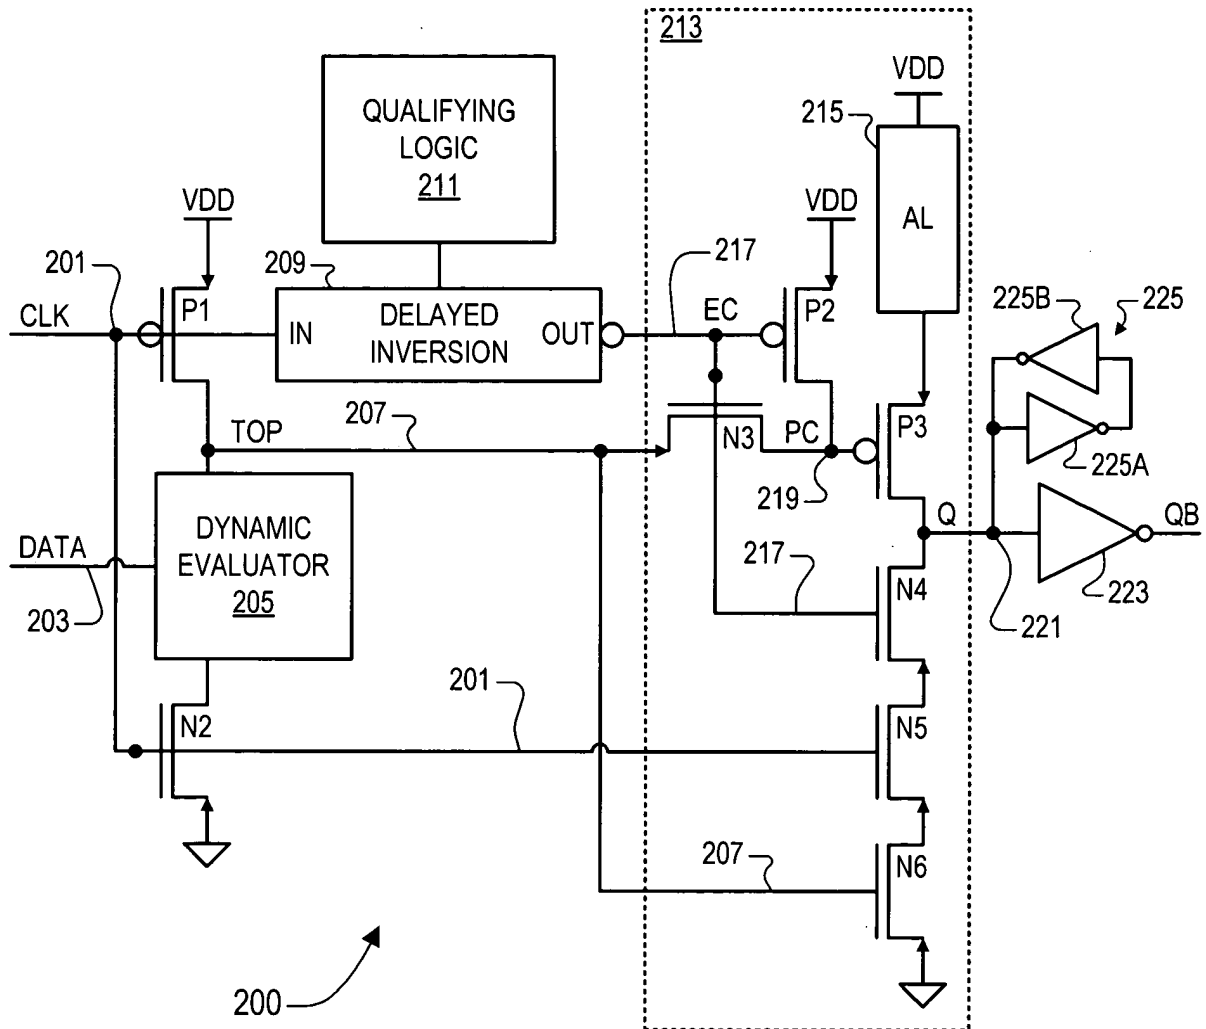 213
VDD
215
QUALIFYING
LOGIC
211
AL
VDD
VDD
201
209
217
225B
225
CLK
P1
IN
DELAYED
INVERSION
OUT
EC
P2
207
TOP
N3
PC
P3
225A
219
DYNAMIC
EVALUATOR
205
Q
QB
DATA
217
N4
203
221
223
201
N2
N5
207
N6
200